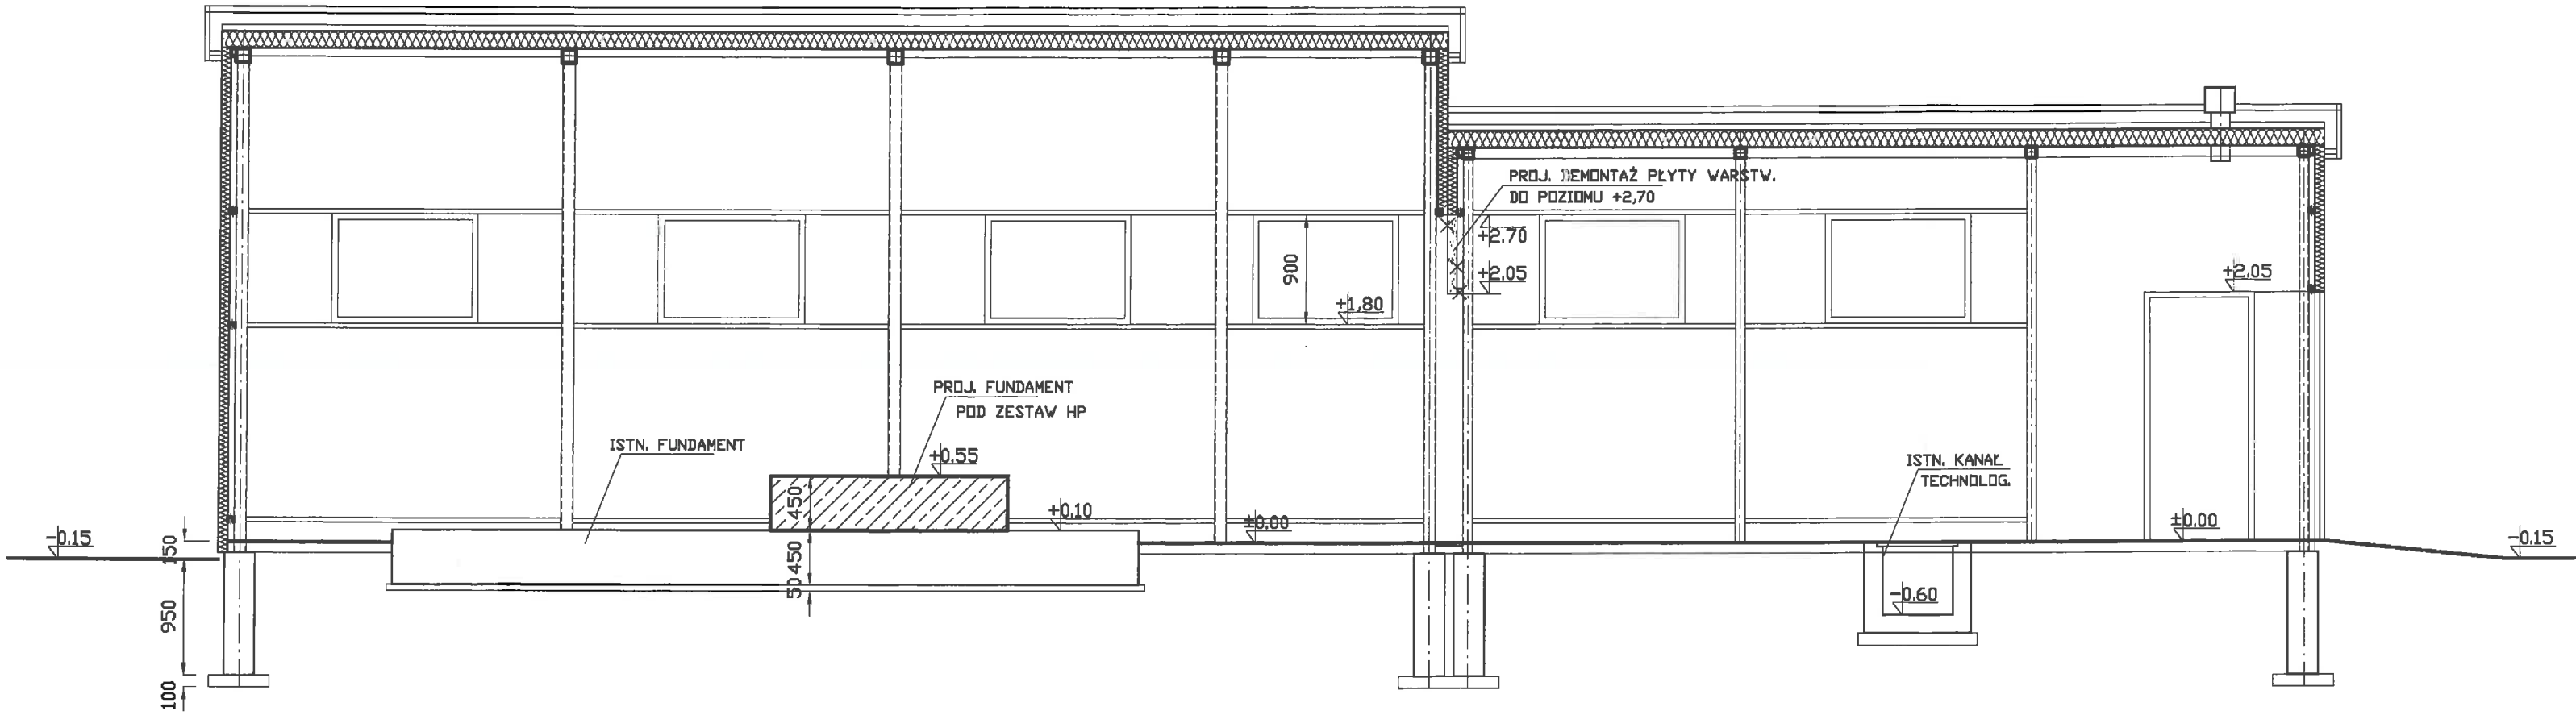 PROJ. DEMONTAŻ PŁYTY WARSTW.
DO POZIOMU +2,70
+2.70
+2.05
+2.05
900
+1,80
PROJ. FUNDAMENT
POD ZESTAW HP
ISTN. FUNDAMENT
+0.55
ISTN. KANAŁ
TECHNOLOG.
450
+0.10
±0.00
±0.00
-0.15
-0.15
150
450
50
-0.60
950
100